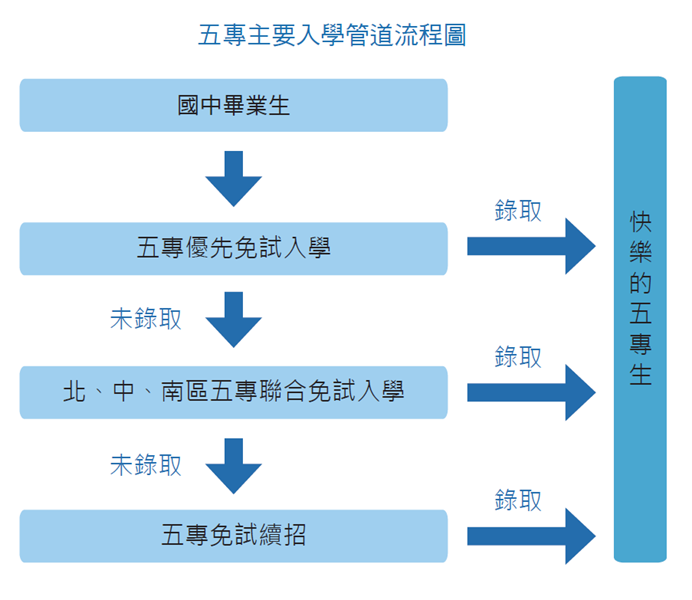 五專主要入學管道流程圖
國中畢業生
五專優先免試入學
錄取
未錄取
北、中、南區五專聯合免試入學
錄取
未錄取
五專免試續招
錄取
快樂的五專生